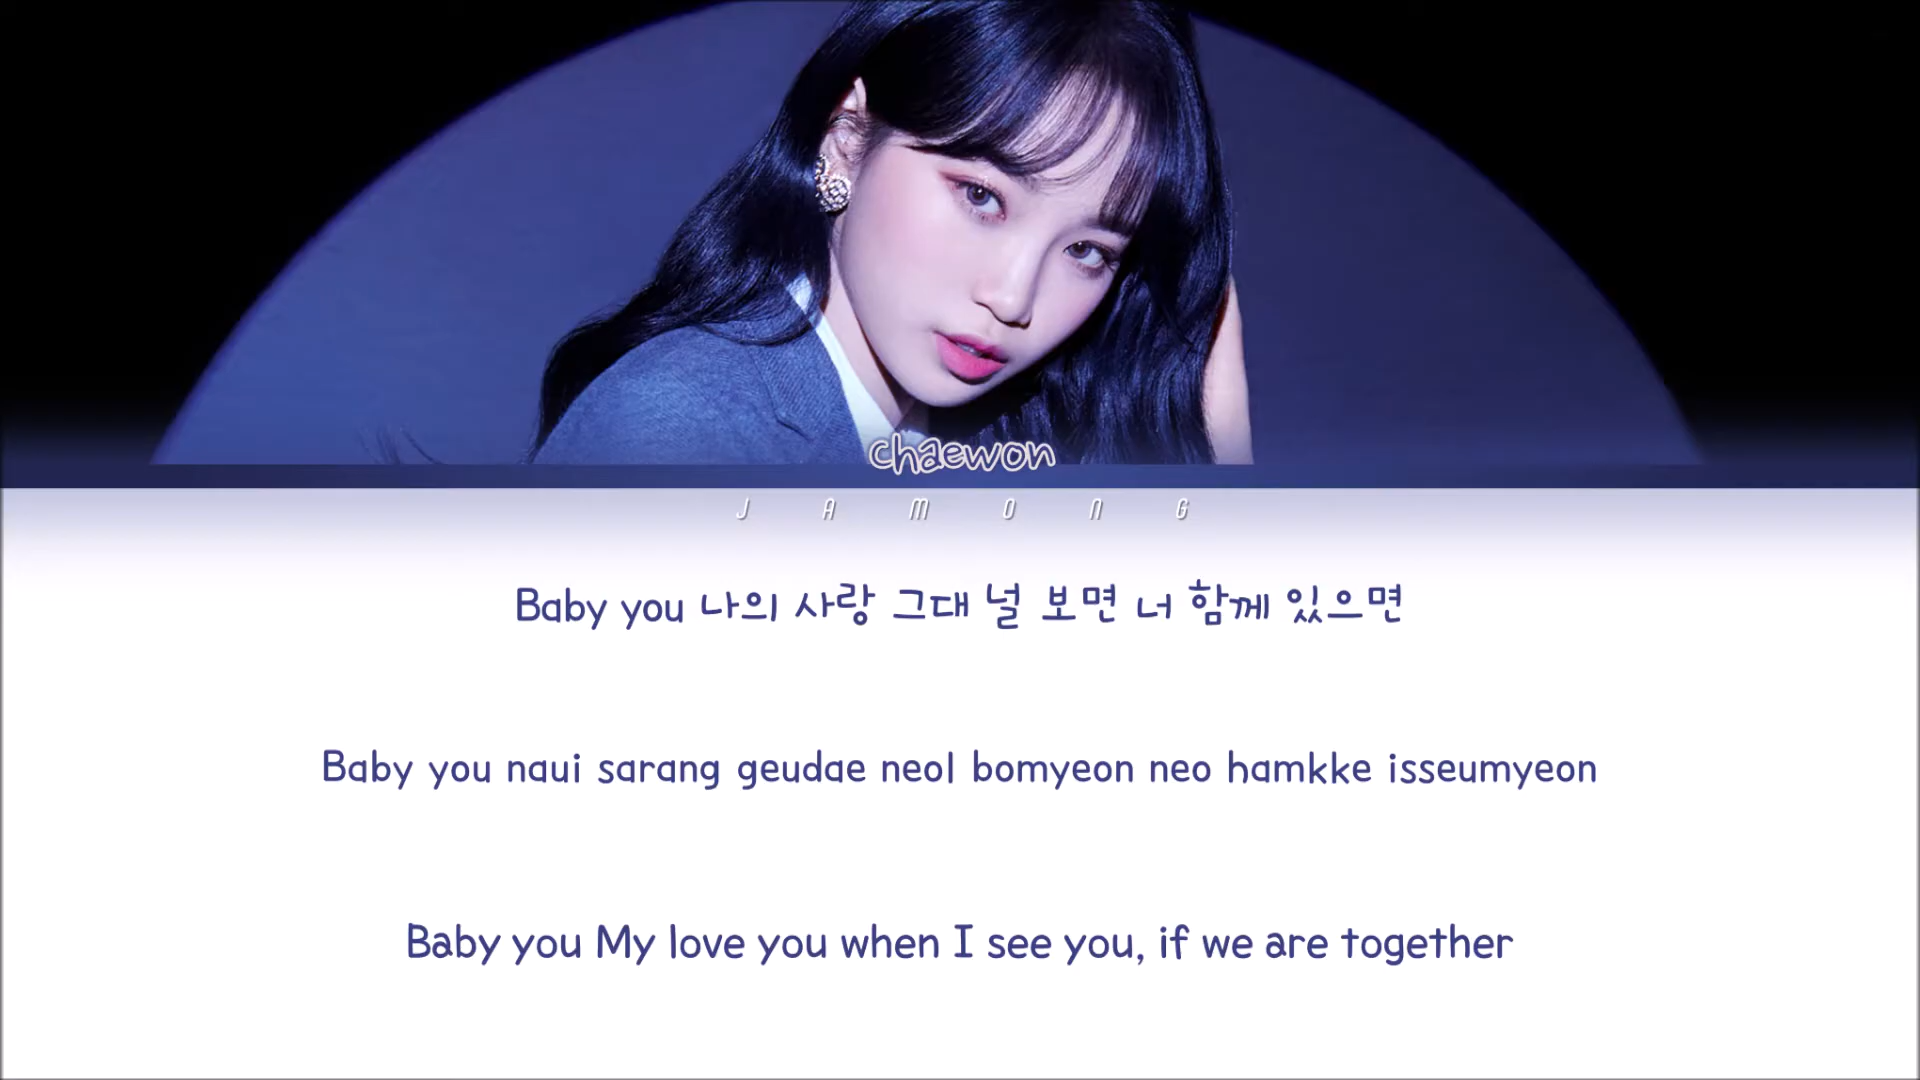 chaewon
JAMONG
Baby you 나의 사랑 그대 널 보면 너 함께 있으면
Baby you naui sarang geudae neol bomyeon neo hamkke isseumyeon
Baby you My love you when I see you, if we are together